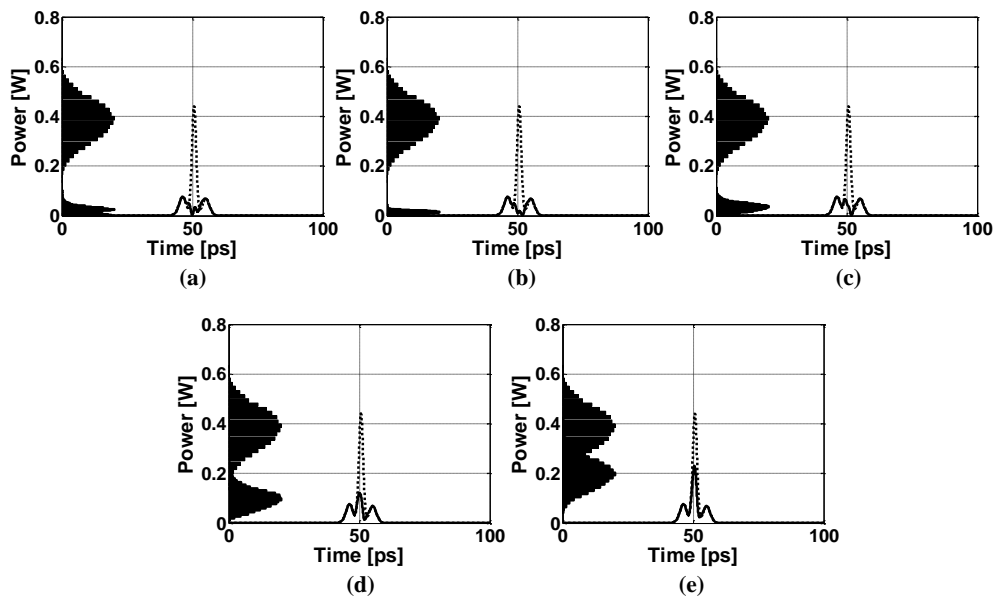 0.8 0.8 0.8
0.6 0.6 0.6
0.4 0.4 0.4
0.2 0.2 0.2
0 0 0
Power [W] Power [W] Power [W]
0 50 100 0 50 100 0 50 100
Time [ps] Time [ps] Time [ps]
(a) (b) (c)
0.8 0.8
0.6 0.6
0.4 0.4
0.2 0.2
0 0
Power [W] Power [W]
0 50 100 0 50 100
Time [ps] Time [ps]
(d) (e)